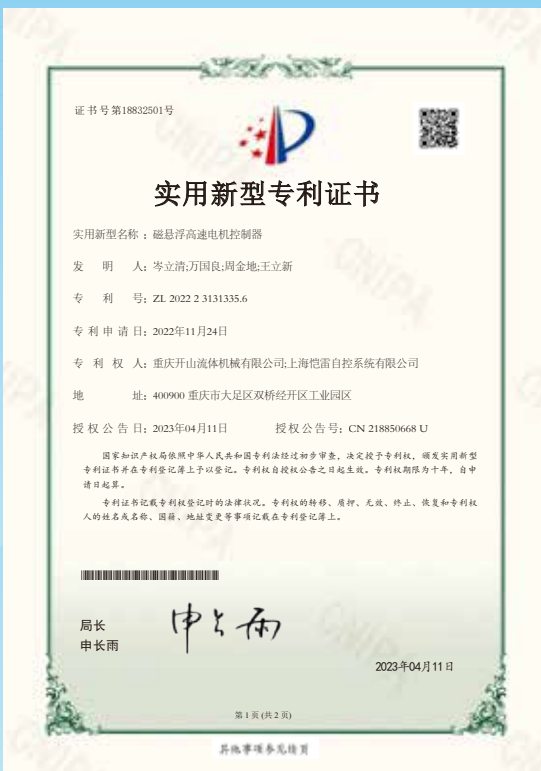 证书号第18832501号
实用新型专利证书
实用新型名称：磁悬浮高速电机控制器
发 明 人：岑立清;万国良;周金地;王立新
专 利 号：ZL 2022 2 3131335.6
专利申请日：2022年11月24日
专 利 权 人：重庆开山流体机械有限公司;上海恺雷自控系统有限公司
地 址：400900 重庆市大足区双桥经开区工业园区
授权公告日：2023年04月11日 授权公告号：CN 218850668 U
国家知识产权局依照中华人民共和国专利法经过初步审查，决定授予专利权，颁发实用新型
专利证书并在专利登记簿上予以登记。专利权自授权公告之日起生效。专利权期限为十年，自申
请日起算。
专利证书记载专利权登记时的法律状况。专利权的转移、质押、无效、终止、恢复和专利权
人的姓名或名称、国籍、地址变更等事项记载在专利登记簿上。
局长
申长雨
申长雨
2023年04月11日
第 1 页 (共 2 页)
其他事项参见续页
CNIPA